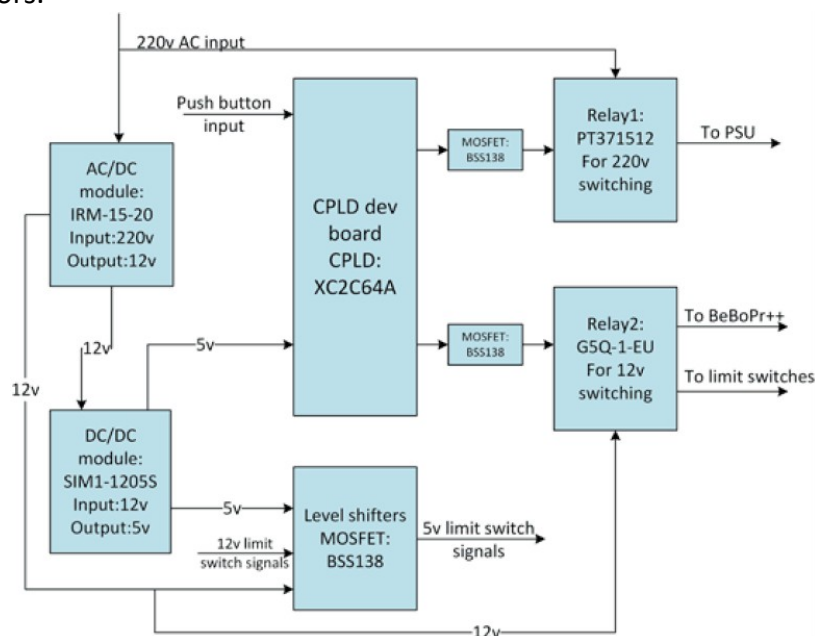 ors.
220v AC input
Push button
input
AC/DC
module:
IRM-15-20
Input:220v
Output:12v
CPLD dev
board
CPLD:
XC2C64A
MOSFET:
BSS138
Relay1:
PT371512
For 220v
switching
To PSU
12v
5v
12v
MOSFET:
BSS138
Relay2:
G5Q-1-EU
For 12v
switching
To BeBoPr++
To limit switches
DC/DC
module:
SIM1-1205S
Input:12v
Output:5v
5v
12v limit
switch signals
Level shifters
MOSFET:
BSS138
5v limit switch
signals
12v